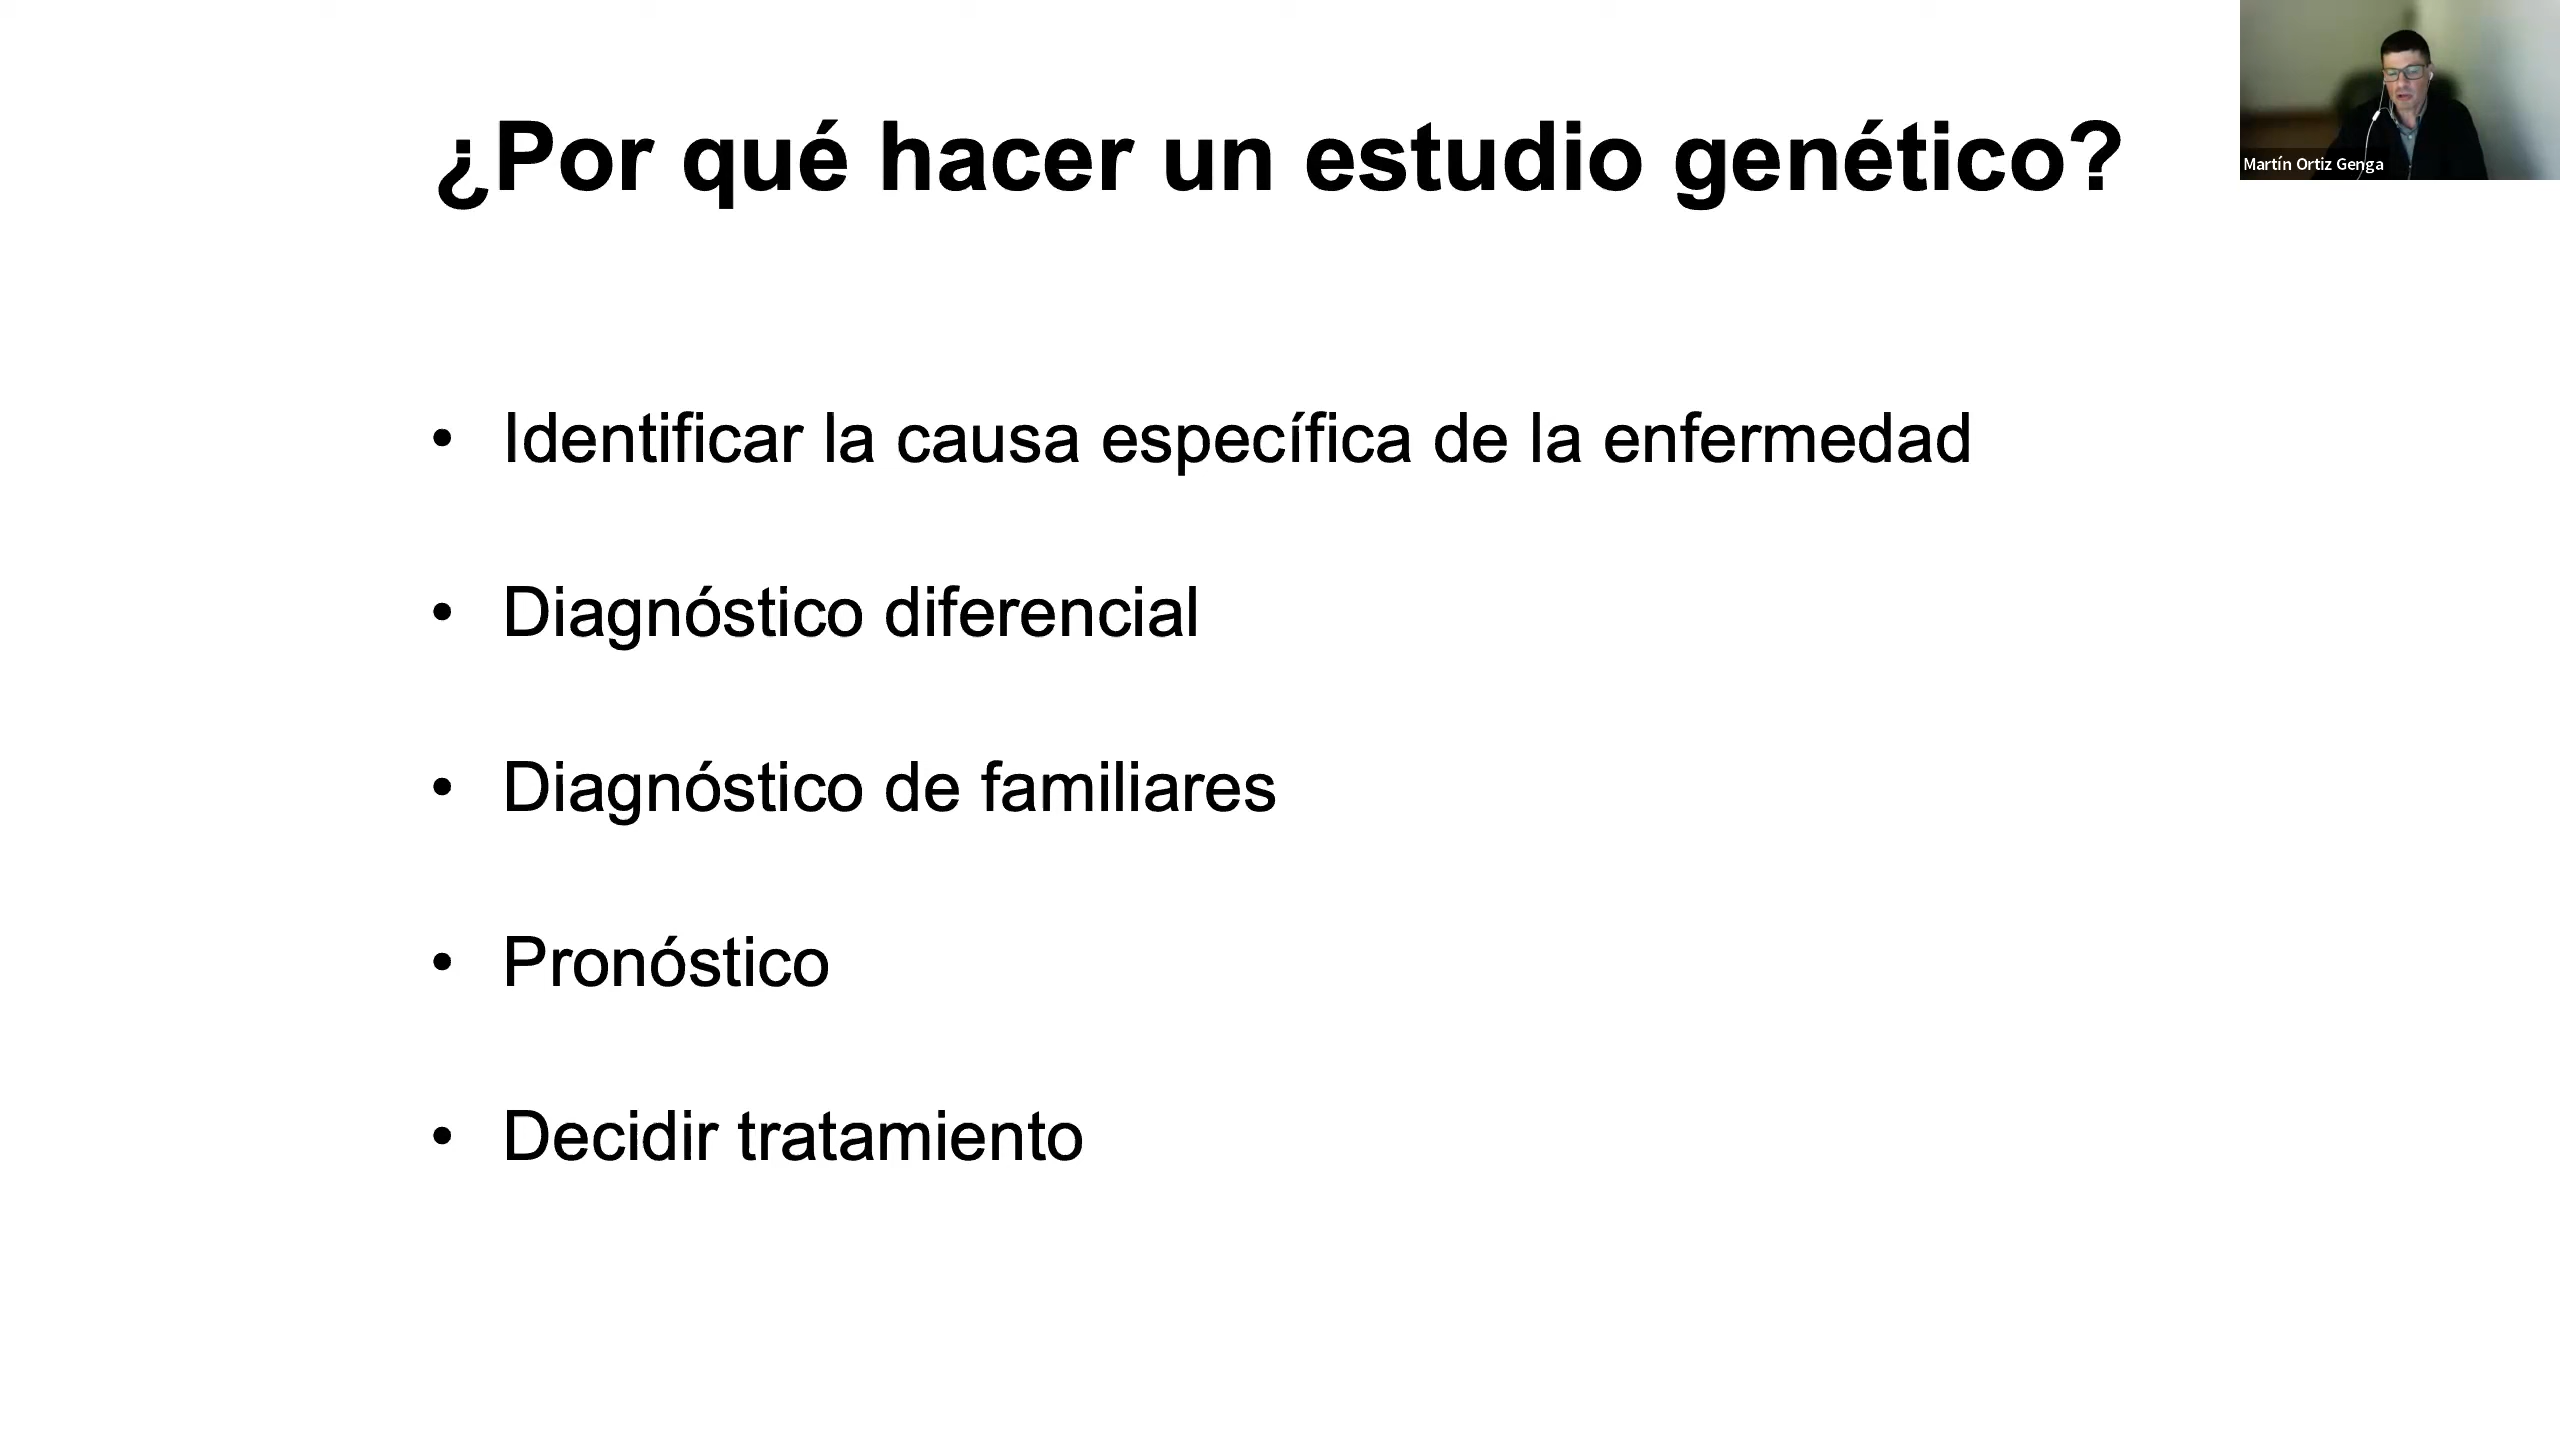 ¿Por qué hacer un estudio genético?
Martín Ortiz Genga
• Identificar la causa específica de la enfermedad
• Diagnóstico diferencial
• Diagnóstico de familiares
• Pronóstico
• Decidir tratamiento